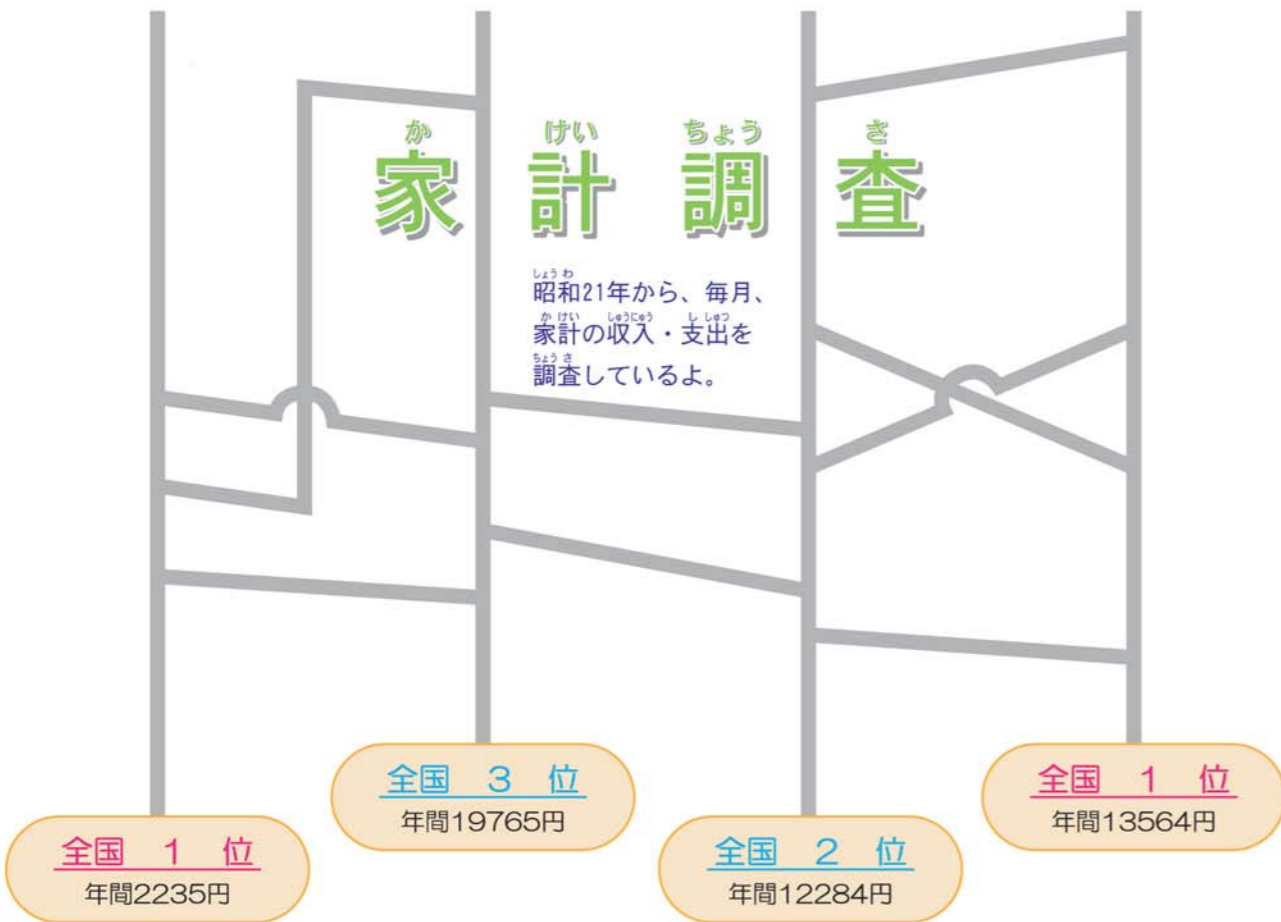 か けい ちょう さ
家計調査
しょうわ
昭和21年から、毎月、
かけい しゅうにゅう ししゅつ
家計の収入・支出を
ちょうさ
調査しているよ。
全国 3 位
年間19765円
全国 1 位
年間13564円
全国 1 位
年間2235円
全国 2 位
年間12284円